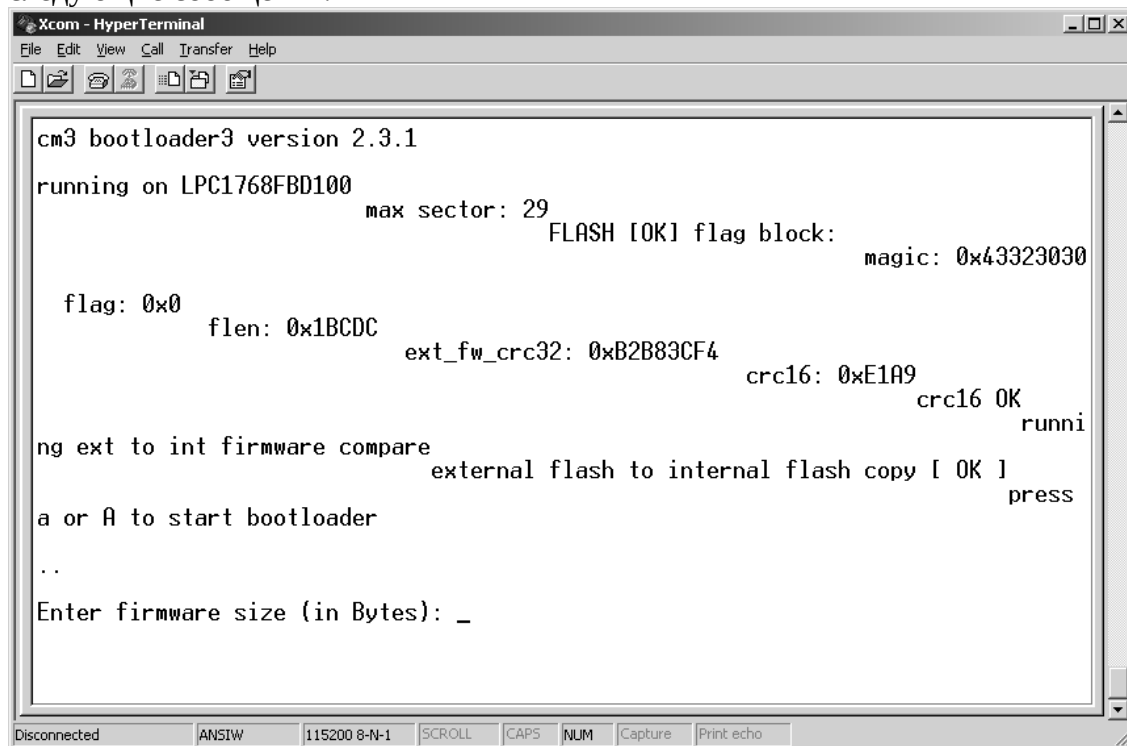 Xcom - HyperTerminal
File Edit View Call Transfer Help
cm3 bootloader3 version 2.3.1
running on LPC1768FBD100
max sector: 29
FLASH [OK] flag block:
magic: 0x43323030
flag: 0x0
flen: 0x1BCDC
ext_fw_crc32: 0xB2B83CF4
crc16: 0xE1A9
crc16 OK
runni
ng ext to int firmware compare
external flash to internal flash copy [ OK ]
press
a or A to start bootloader
..
Enter firmware size (in Bytes): _
Disconnected ANSIW 115200 8-N-1 SCROLL CAPS NUM Capture Print echo